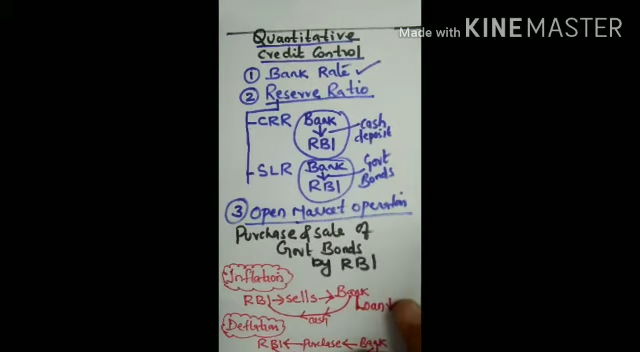 Made with KINEMASTER
Quantitative
Credit Control
① Bank Rate ✓
② Reserve Ratio
CRR Bank → RBI cash deposit
SLR Bank → RBI Govt Bonds
③ Open Market Operation
Purchase & sale of
Govt Bonds
by RBI
Inflation
RBI → sells → Bank
cash Loan↓
Deflation
RBI ← Purchase ← Bank